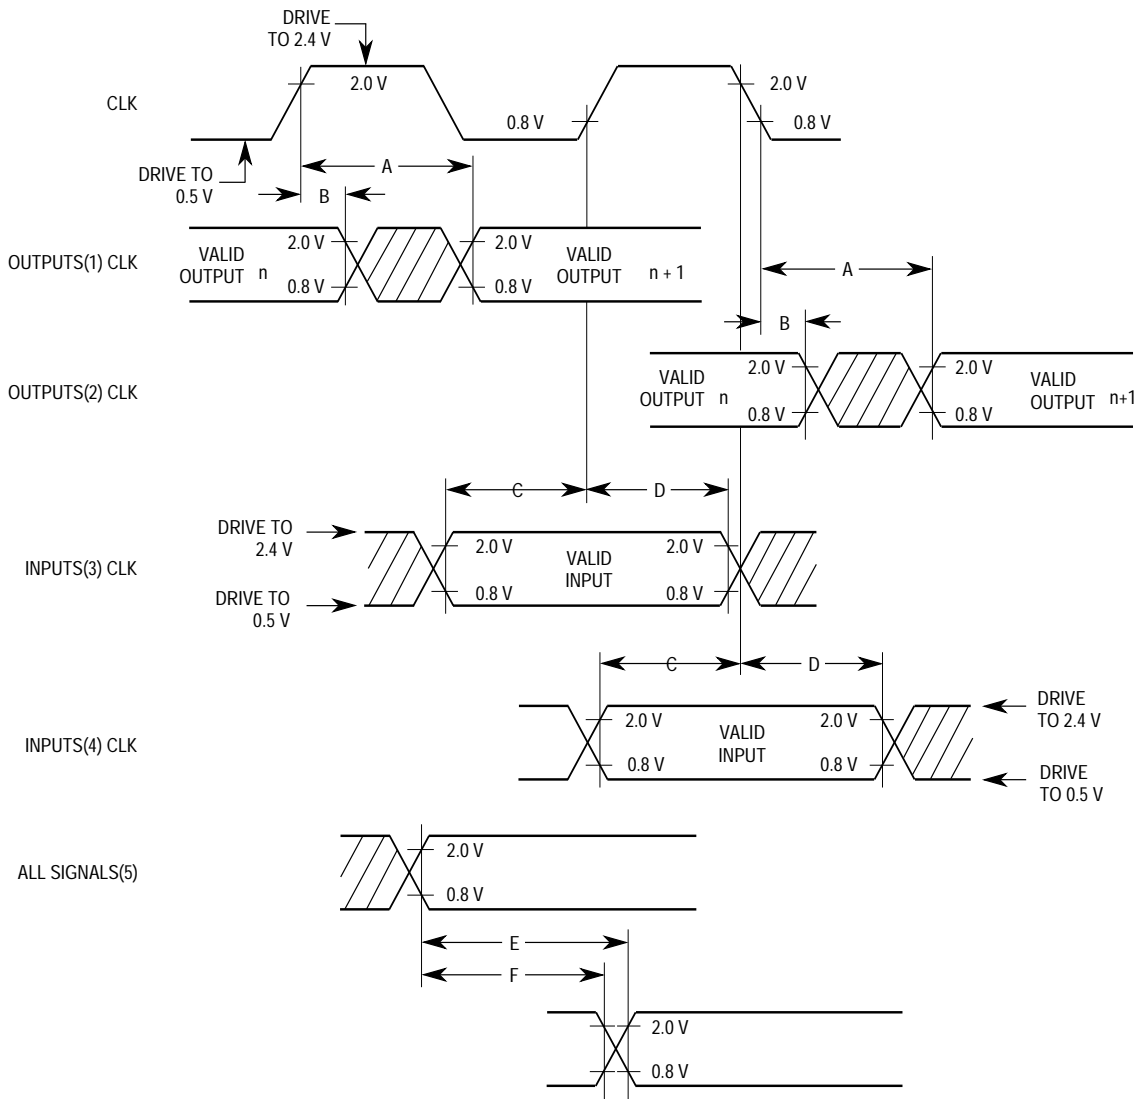 DRIVE
TO 2.4 V
CLK
2.0 V
2.0 V
0.8 V
0.8 V
DRIVE TO
0.5 V
A
B
OUTPUTS(1) CLK
VALID
OUTPUT n
2.0 V
0.8 V
2.0 V
0.8 V
VALID
OUTPUT n + 1
A
B
OUTPUTS(2) CLK
VALID
OUTPUT n
2.0 V
0.8 V
2.0 V
0.8 V
VALID
OUTPUT n+1
C
D
DRIVE TO
2.4 V
INPUTS(3) CLK
DRIVE TO
0.5 V
2.0 V
0.8 V
VALID
INPUT
2.0 V
0.8 V
C
D
INPUTS(4) CLK
2.0 V
0.8 V
VALID
INPUT
2.0 V
0.8 V
DRIVE
TO 2.4 V
DRIVE
TO 0.5 V
ALL SIGNALS(5)
2.0 V
0.8 V
E
F
2.0 V
0.8 V